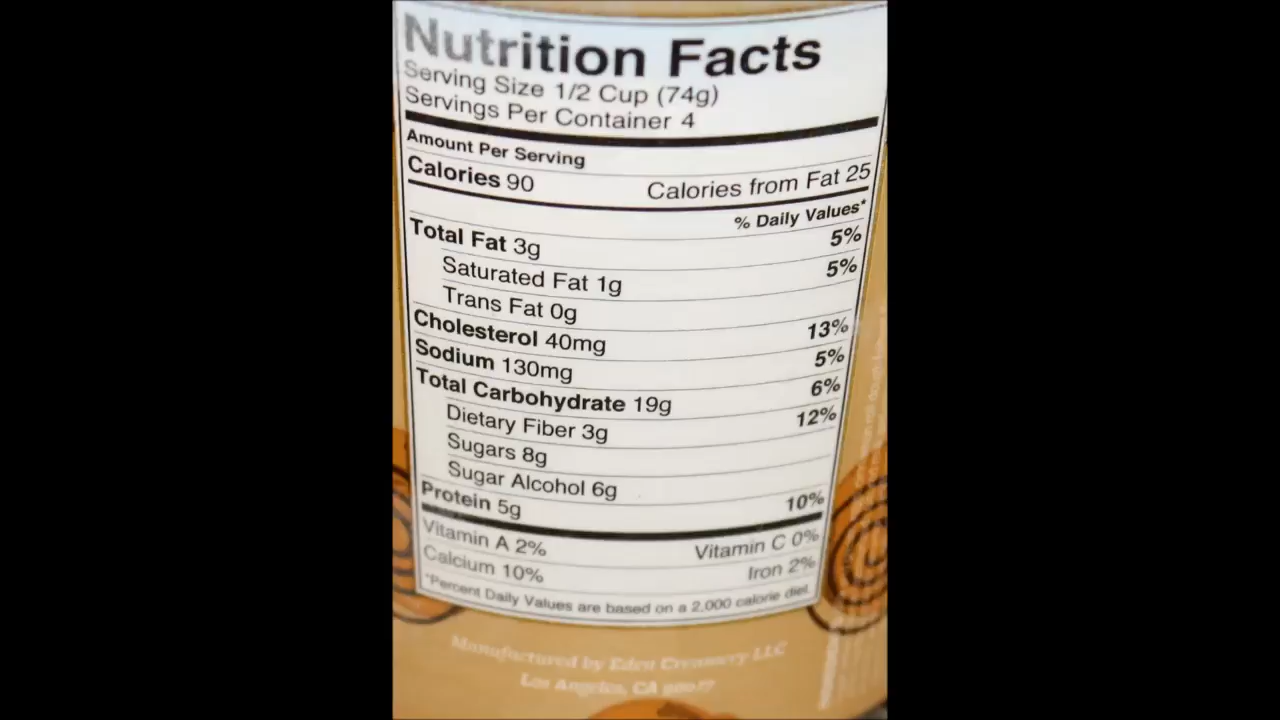 Nutrition Facts
Serving Size 1/2 Cup (74g)
Servings Per Container 4
Amount Per Serving
Calories 90 Calories from Fat 25
% Daily Values*
Total Fat 3g 5%
Saturated Fat 1g 5%
Trans Fat 0g
Cholesterol 40mg 13%
Sodium 130mg 5%
Total Carbohydrate 19g 6%
Dietary Fiber 3g 12%
Sugars 8g
Sugar Alcohol 6g
Protein 5g 10%
Vitamin A 2% Vitamin C 0%
Calcium 10% Iron 2%
*Percent Daily Values are based on a 2,000 calorie diet.
Manufactured by Eden Creamery LLC
Los Angeles, CA